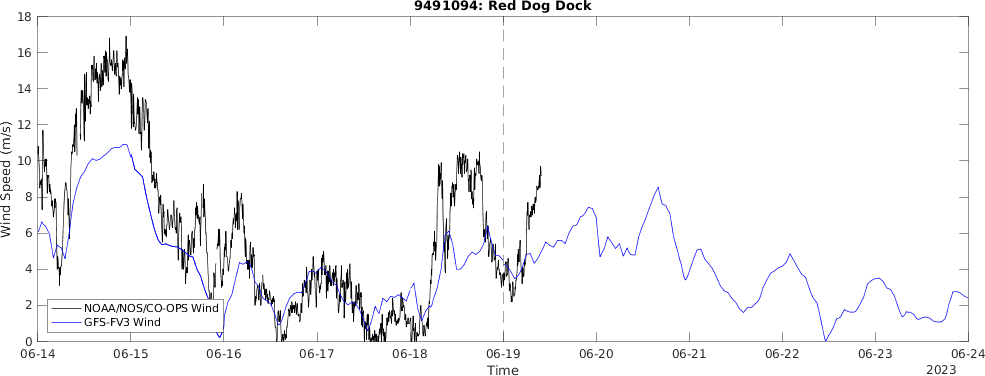 9491094: Red Dog Dock
Wind Speed (m/s)
18
16
14
12
10
8
6
4
2
0
NOAA/NOS/CO-OPS Wind
GFS-FV3 Wind
06-14 06-15 06-16 06-17 06-18 06-19 06-20 06-21 06-22 06-23 06-24
Time
2023